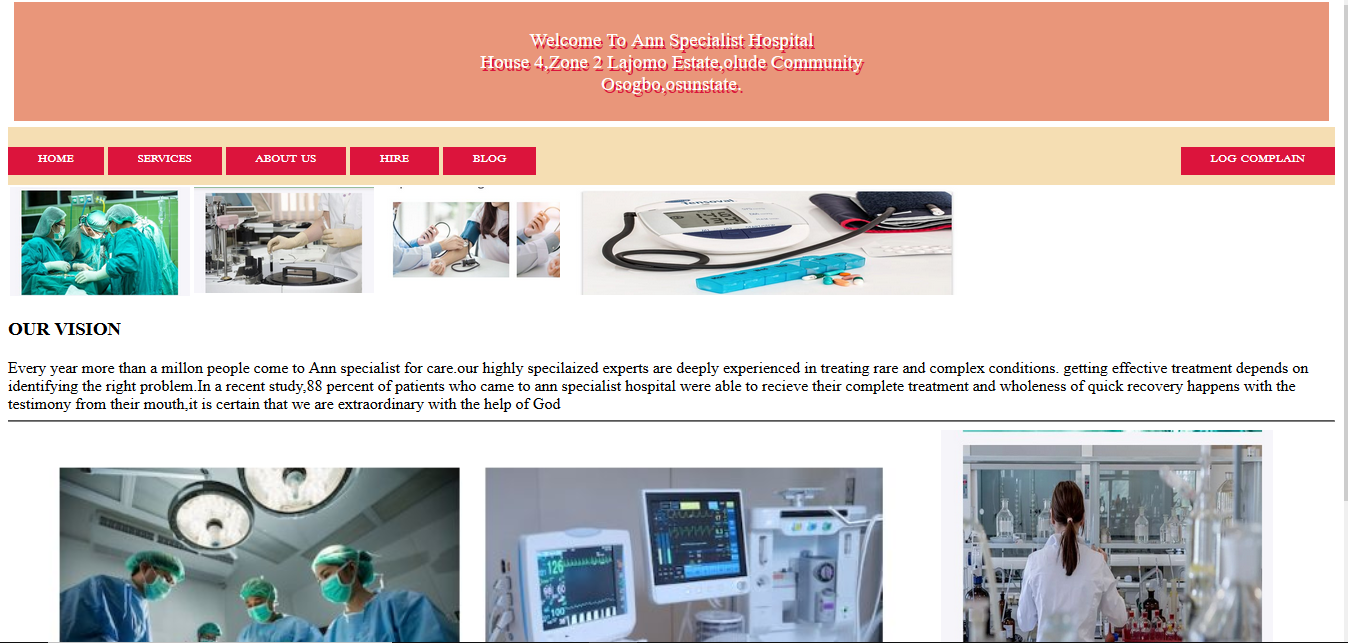 Welcome To Ann Specialist Hospital
House 4,Zone 2 Lajomo Estate,olude Community
Osogbo,osunstate.
HOME SERVICES ABOUT US HIRE BLOG LOG COMPLAIN
Tensoval
OUR VISION
Every year more than a millon people come to Ann specialist for care.our highly specilaized experts are deeply experienced in treating rare and complex conditions. getting effective treatment depends on
identifying the right problem.In a recent study,88 percent of patients who came to ann specialist hospital were able to recieve their complete treatment and wholeness of quick recovery happens with the
testimony from their mouth,it is certain that we are extraordinary with the help of God
126